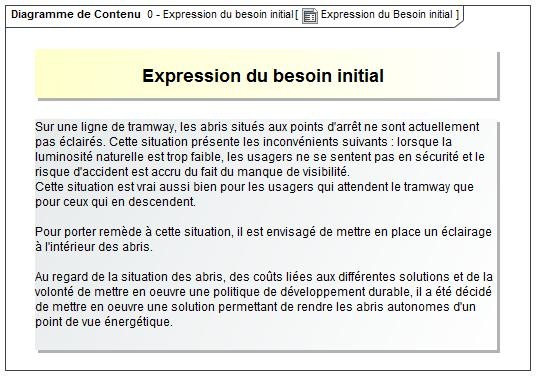 Diagramme de Contenu 0 - Expression du besoin initial [ Expression du Besoin initial ]
Expression du besoin initial
Sur une ligne de tramway, les abris situés aux points d'arrêt ne sont actuellement
pas éclairés. Cette situation présente les inconvénients suivants : lorsque la
luminosité naturelle est trop faible, les usagers ne se sentent pas en sécurité et le
risque d'accident est accru du fait du manque de visibilité.
Cette situation est vrai aussi bien pour les usagers qui attendent le tramway que
pour ceux qui en descendent.
Pour porter remède à cette situation, il est envisagé de mettre en place un éclairage
à l'intérieur des abris.
Au regard de la situation des abris, des coûts liées aux différentes solutions et de la
volonté de mettre en oeuvre une politique de développement durable, il a été décidé
de mettre en oeuvre une solution permettant de rendre les abris autonomes d'un
point de vue énergétique.